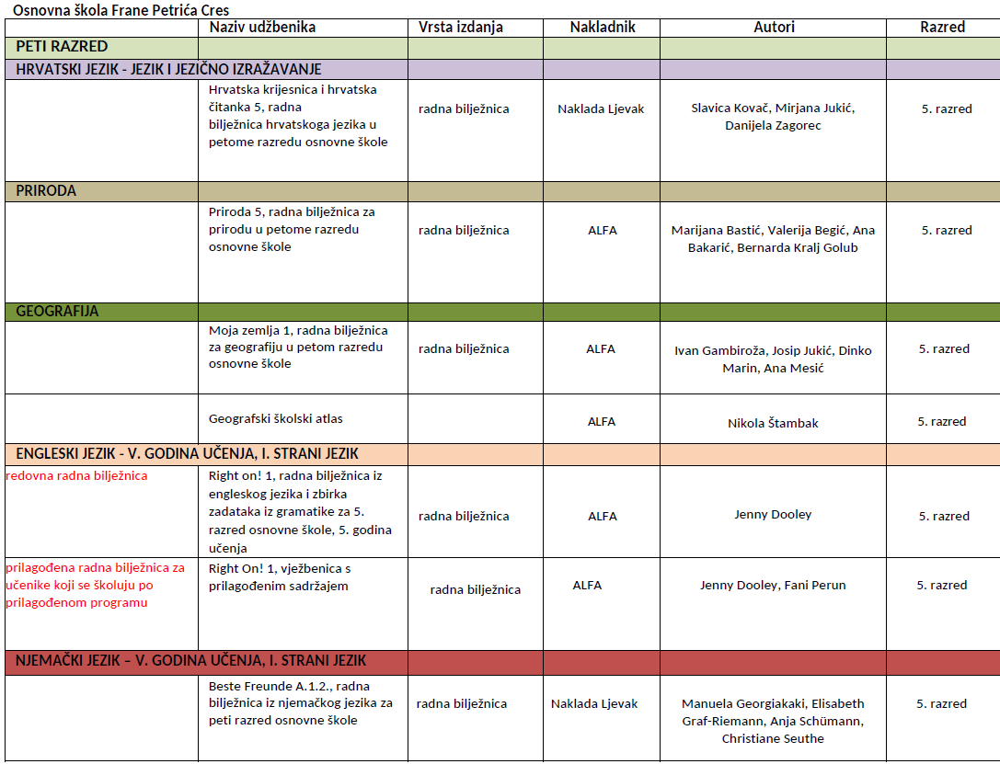 Osnovna škola Frane Petrića Cres
Naziv udžbenika Vrsta izdanja Nakladnik Autori Razred
PETI RAZRED
HRVATSKI JEZIK - JEZIK I JEZIČNO IZRAŽAVANJE
Hrvatska krijesnica i hrvatska
čitanka 5, radna
bilježnica hrvatskoga jezika u
petome razredu osnovne škole
radna bilježnica
Naklada Ljevak
Slavica Kovač, Mirjana Jukić,
Danijela Zagorec
5. razred
PRIRODA
Priroda 5, radna bilježnica za
prirodu u petome razredu
osnovne škole
radna bilježnica
ALFA
Marijana Bastić, Valerija Begić, Ana
Bakarić, Bernarda Kralj Golub
5. razred
GEOGRAFIJA
Moja zemlja 1, radna bilježnica
za geografiju u petom razredu
osnovne škole
radna bilježnica
ALFA
Ivan Gambiroža, Josip Jukić, Dinko
Marin, Ana Mesić
5. razred
Geografski školski atlas
ALFA
Nikola Štambak
5. razred
ENGLESKI JEZIK - V. GODINA UČENJA, I. STRANI JEZIK
redovna radna bilježnica
Right on! 1, radna bilježnica iz
engleskog jezika i zbirka
zadataka iz gramatike za 5.
razred osnovne škole, 5. godina
učenja
radna bilježnica
ALFA
Jenny Dooley
5. razred
prilagođena radna bilježnica za
učenike koji se školuju po
prilagođenom programu
Right On! 1, vježbenica s
prilagođenim sadržajem
radna bilježnica
ALFA
Jenny Dooley, Fani Perun
5. razred
NJEMAČKI JEZIK – V. GODINA UČENJA, I. STRANI JEZIK
Beste Freunde A.1.2., radna
bilježnica iz njemačkog jezika za
peti razred osnovne škole
radna bilježnica
Naklada Ljevak
Manuela Georgiakaki, Elisabeth
Graf-Riemann, Anja Schümann,
Christiane Seuthe
5. razred